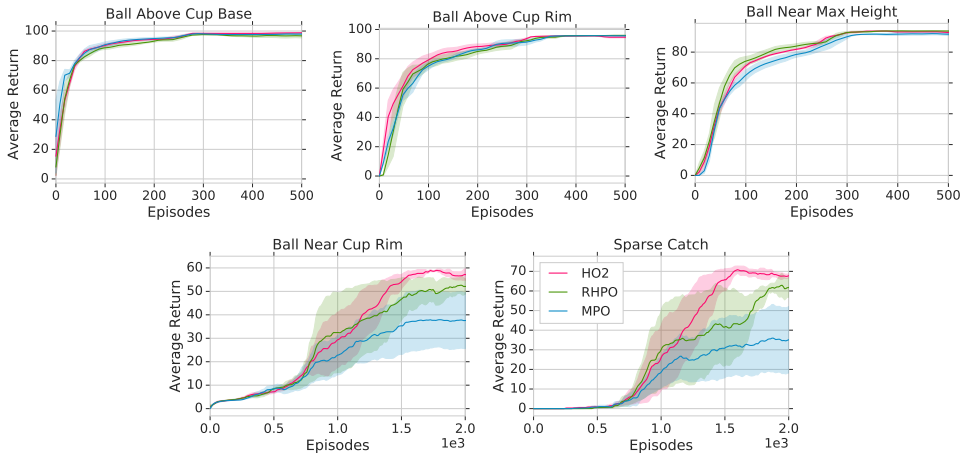 Ball Above Cup Base
Average Return
100
80
60
40
20
0
0 100 200 300 400 500
Episodes
Ball Above Cup Rim
Average Return
100
80
60
40
20
0
0 100 200 300 400 500
Episodes
Ball Near Max Height
Average Return
80
60
40
20
0
0 100 200 300 400 500
Episodes
Ball Near Cup Rim
Average Return
60
50
40
30
20
10
0
0.0 0.5 1.0 1.5 2.0
Episodes
1e3
Sparse Catch
Average Return
70
60
50
40
30
20
10
0
HO2
RHPO
MPO
0.0 0.5 1.0 1.5 2.0
Episodes
1e3